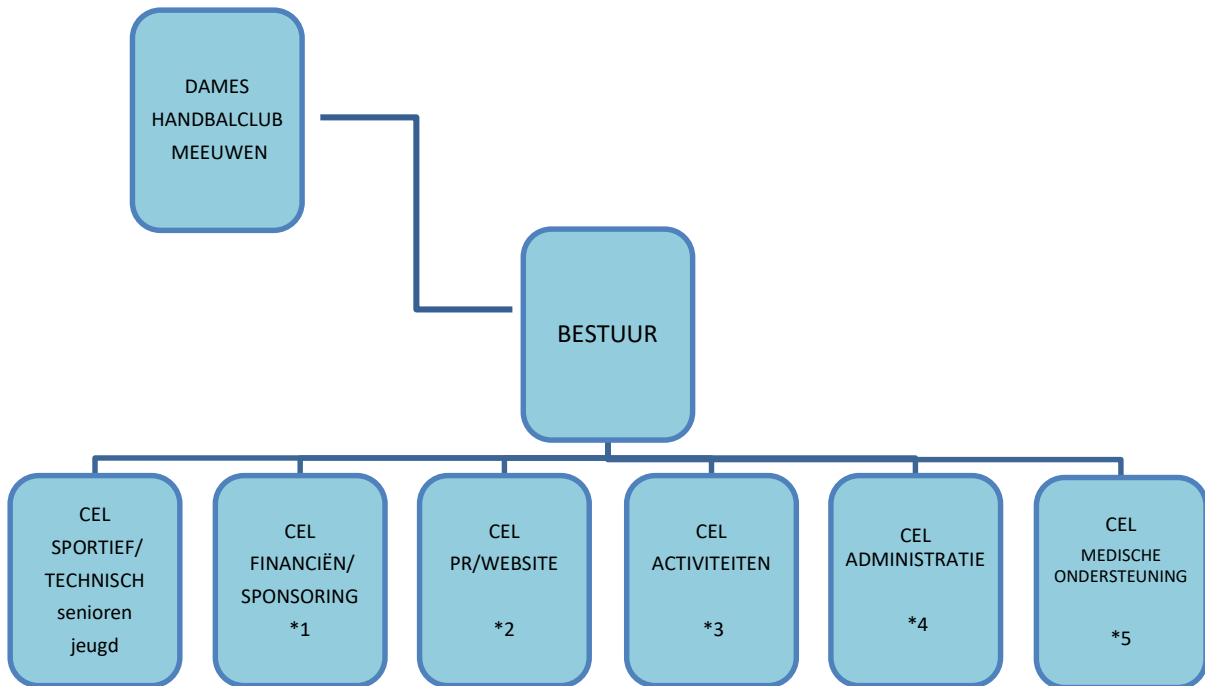 DAMES
HANDBALCLUB
MEEUWEN
BESTUUR
CEL
SPORTIEF/
TECHNISCH
senioren
jeugd
CEL
FINANCIËN/
SPONSORING
*1
CEL
PR/WEBSITE
*2
CEL
ACTIVITEITEN
*3
CEL
ADMINISTRATIE
*4
CEL
MEDISCHE
ONDERSTEUNING
*5